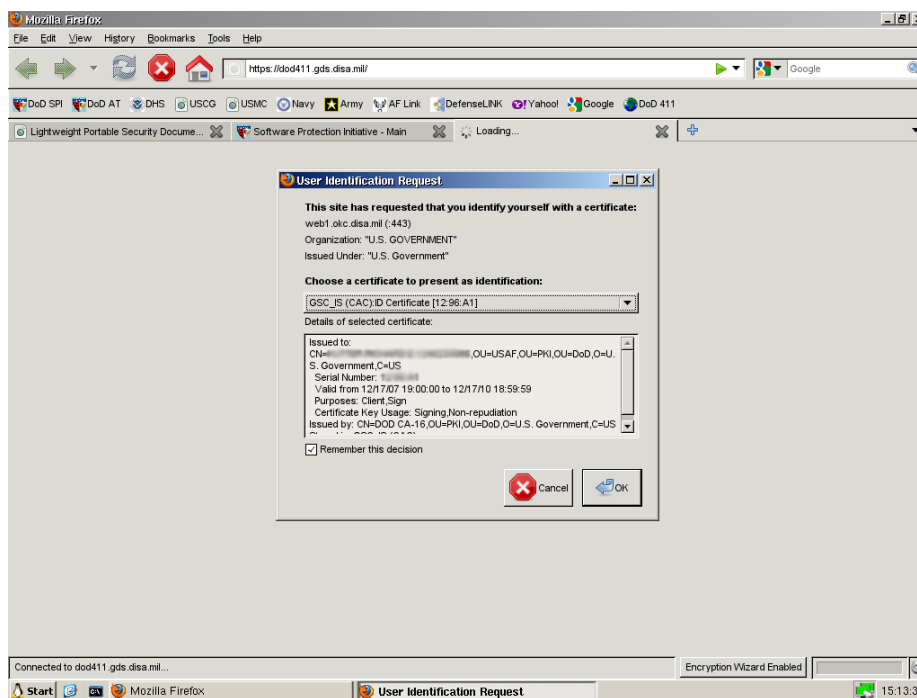 Mozilla Firefox
File Edit View History Bookmarks Tools Help
https://dod411.gds.disa.mil/ Google
DoD SPI DoD AT DHS USCG USMC Navy Army AF Link DefenseLINK Yahoo! Google DoD 411
Lightweight Portable Security Docume... Software Protection Initiative - Main Loading...
User Identification Request
This site has requested that you identify yourself with a certificate:
web1.okc.disa.mil (:443)
Organization: "U.S. GOVERNMENT"
Issued Under: "U.S. Government"
Choose a certificate to present as identification:
GSC_IS (CAC):ID Certificate [12:96:A1]
Details of selected certificate:
Issued to:
CN= ,OU=USAF,OU=PKI,OU=DoD,O=U.
S. Government,C=US
Serial Number:
Valid from 12/17/07 19:00:00 to 12/17/10 18:59:59
Purposes: Client,Sign
Certificate Key Usage: Signing,Non-repudiation
Issued by: CN=DOD CA-16,OU=PKI,OU=DoD,O=U.S. Government,C=US
Remember this decision
Cancel OK
Connected to dod411.gds.disa.mil... Encryption Wizard Enabled
Start Mozilla Firefox User Identification Request 15:13:3